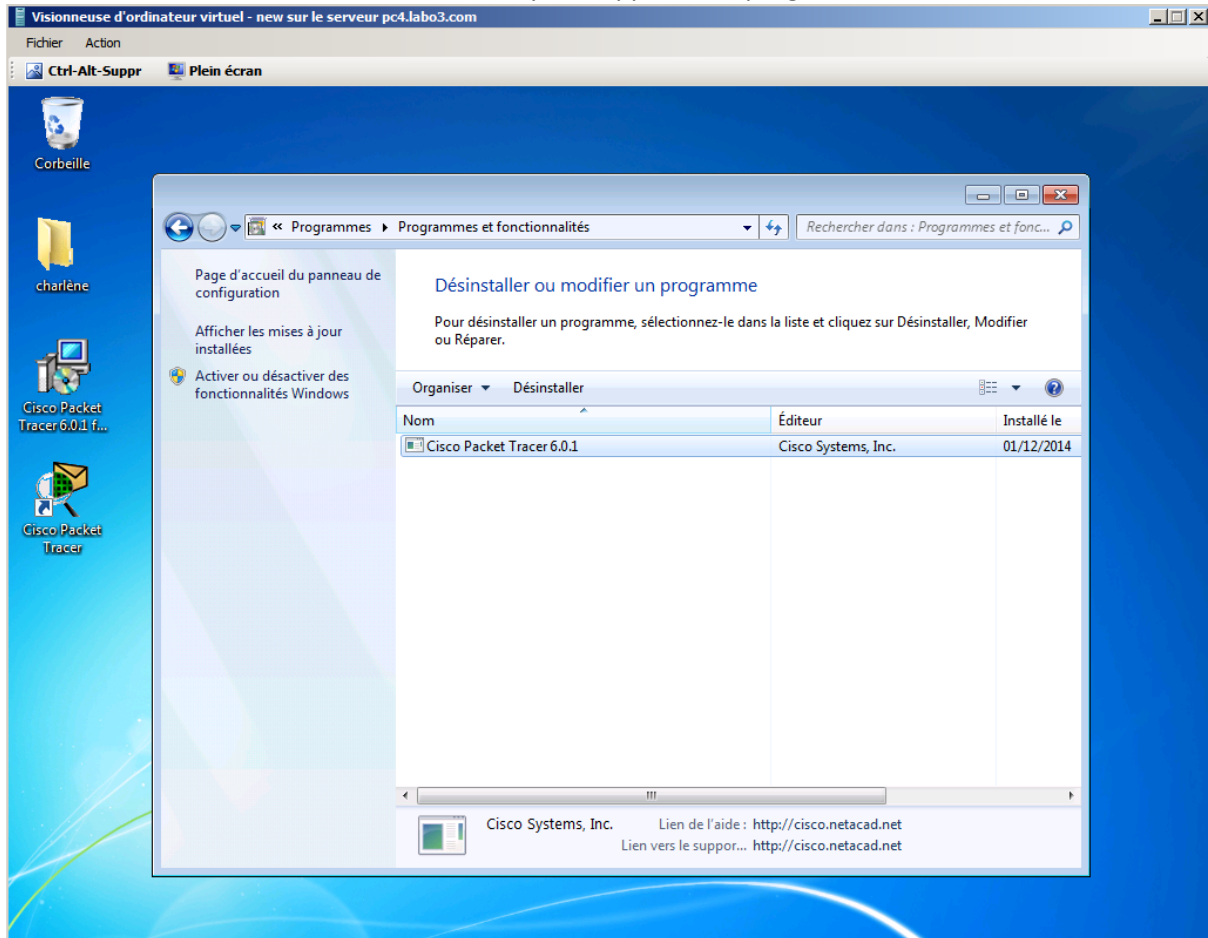 Visionneuse d'ordinateur virtuel - new sur le serveur pc4.labo3.com
Fichier Action
Ctrl-Alt-Suppr Plein écran
Corbeille
charlène
Cisco Packet
Tracer 6.0.1 f...
Cisco Packet
Tracer
« Programmes Programmes et fonctionnalités
Rechercher dans : Programmes et fonc...
Page d'accueil du panneau de
configuration
Afficher les mises à jour
installées
Activer ou désactiver des
fonctionnalités Windows
Désinstaller ou modifier un programme
Pour désinstaller un programme, sélectionnez-le dans la liste et cliquez sur Désinstaller, Modifier
ou Réparer.
Organiser Désinstaller
Nom Éditeur Installé le
Cisco Packet Tracer 6.0.1 Cisco Systems, Inc. 01/12/2014
Cisco Systems, Inc. Lien de l'aide : http://cisco.netacad.net
Lien vers le suppor... http://cisco.netacad.net